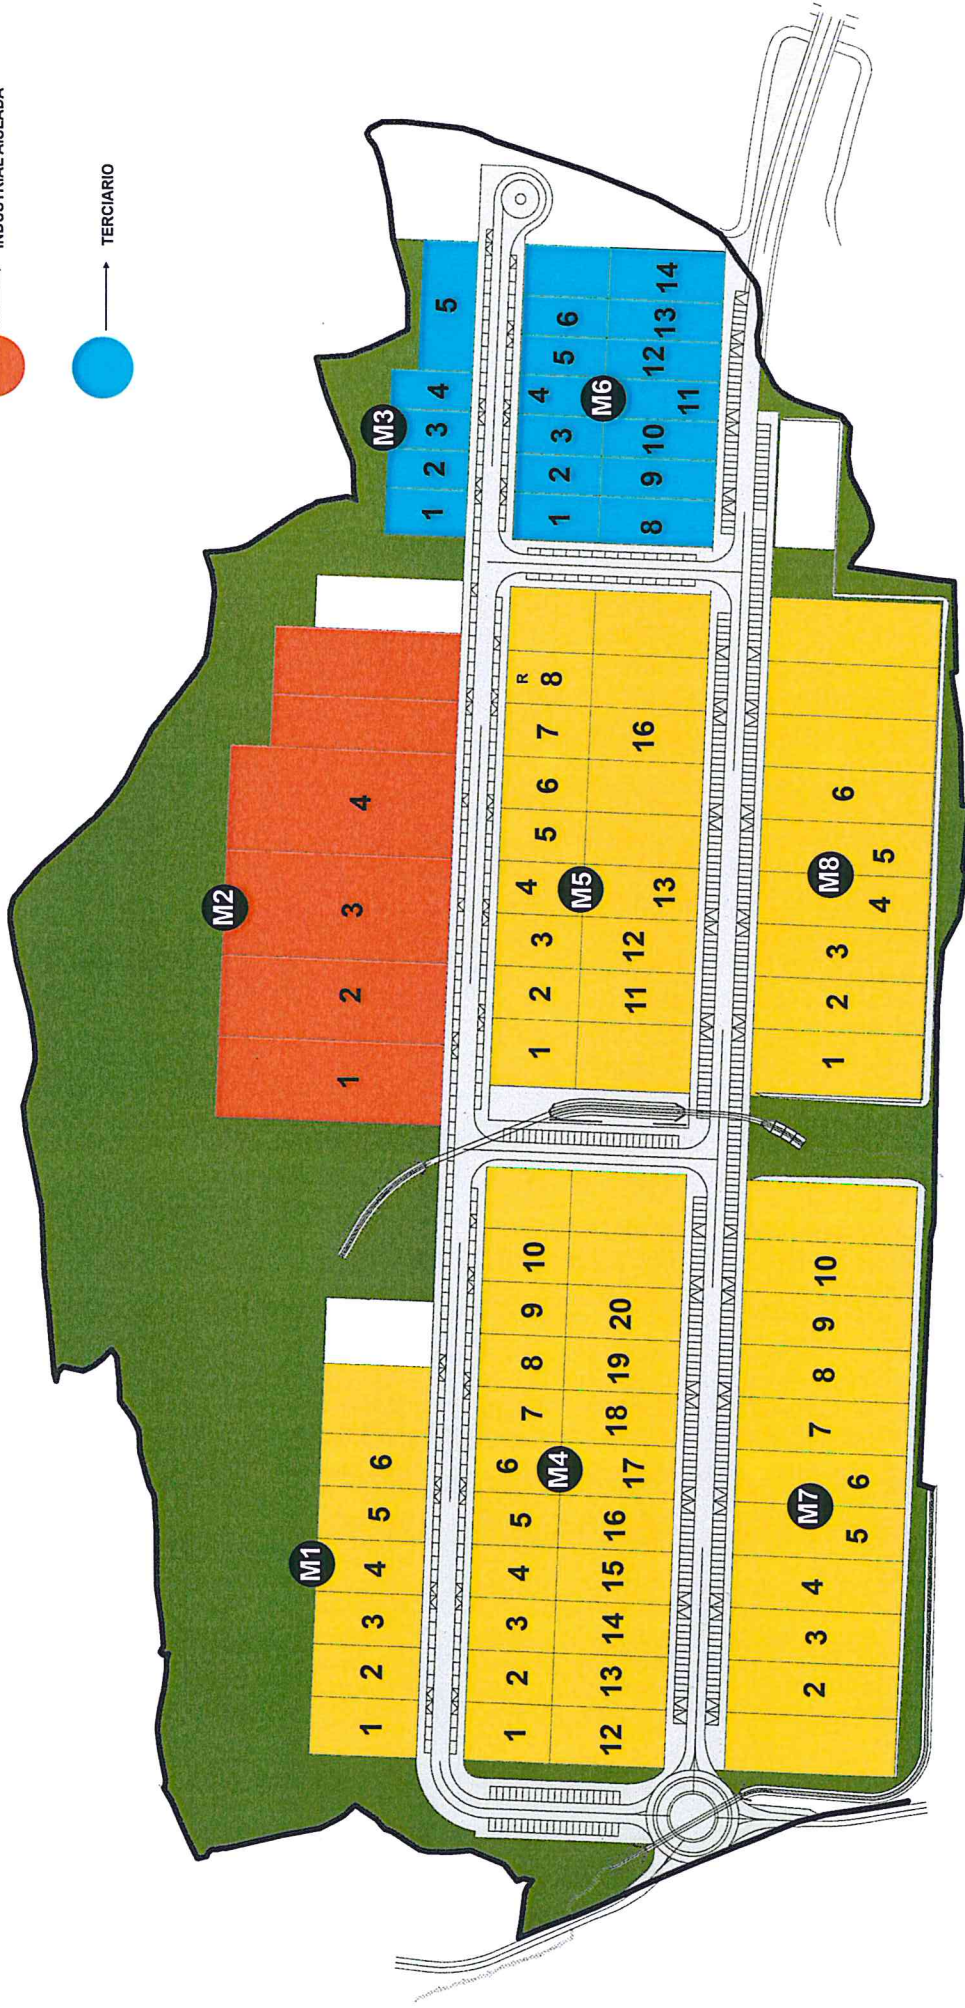 INDUSTRIAL AISLADA
TERCIARIO
M1
1 2 3 4 5 6
M2
1 2 3 4
M3
1 2 3 4 5
M4
1 2 3 4 5 6 7 8 9 10
12 13 14 15 16 17 18 19 20
M5
R
1 2 3 4 5 6 7 8
11 12 13 16
M6
1 2 3 4 5 6
8 9 10 11 12 13 14
M7
2 3 4 5 6 7 8 9 10
M8
1 2 3 4 5 6